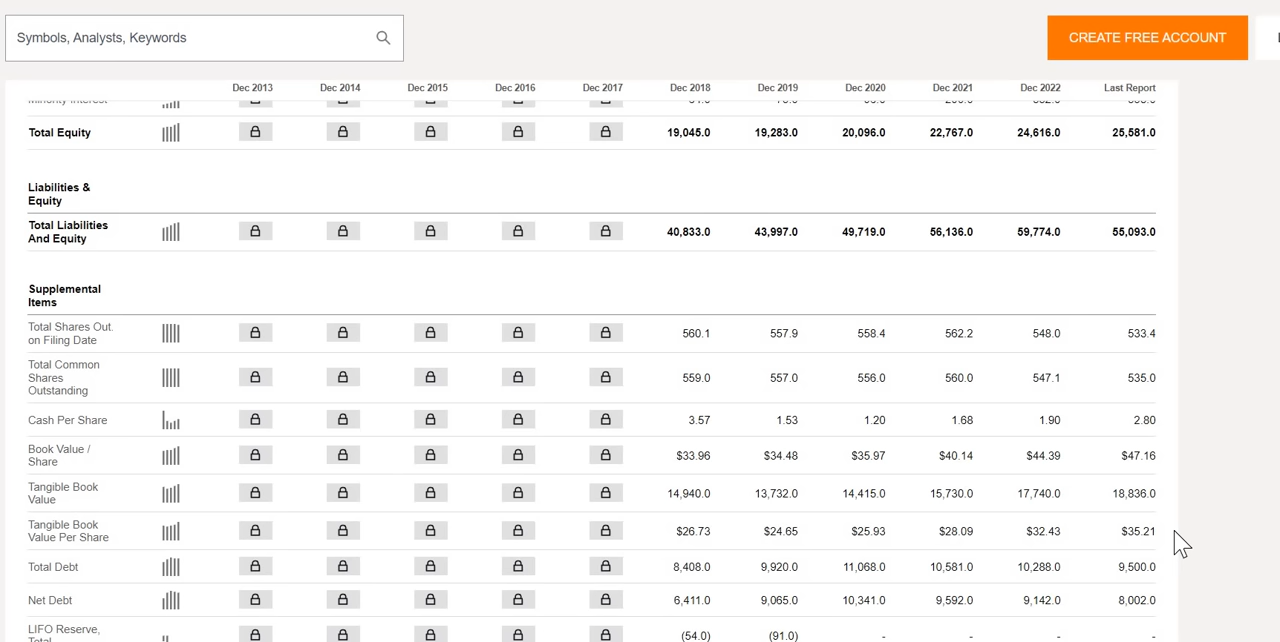 Symbols, Analysts, Keywords
CREATE FREE ACCOUNT
Dec 2013 Dec 2014 Dec 2015 Dec 2016 Dec 2017 Dec 2018 Dec 2019 Dec 2020 Dec 2021 Dec 2022 Last Report
Minority Interest
Total Equity 19,045.0 19,283.0 20,096.0 22,767.0 24,616.0 25,581.0
Liabilities &
Equity
Total Liabilities
And Equity 40,833.0 43,997.0 49,719.0 56,136.0 59,774.0 55,093.0
Supplemental
Items
Total Shares Out.
on Filing Date 560.1 557.9 558.4 562.2 548.0 533.4
Total Common
Shares
Outstanding 559.0 557.0 556.0 560.0 547.1 535.0
Cash Per Share 3.57 1.53 1.20 1.68 1.90 2.80
Book Value /
Share $33.96 $34.48 $35.97 $40.14 $44.39 $47.16
Tangible Book
Value 14,940.0 13,732.0 14,415.0 15,730.0 17,740.0 18,836.0
Tangible Book
Value Per Share $26.73 $24.65 $25.93 $28.09 $32.43 $35.21
Total Debt 8,408.0 9,920.0 11,068.0 10,581.0 10,288.0 9,500.0
Net Debt 6,411.0 9,065.0 10,341.0 9,592.0 9,142.0 8,002.0
LIFO Reserve,
Total (54.0) (91.0) - - - -